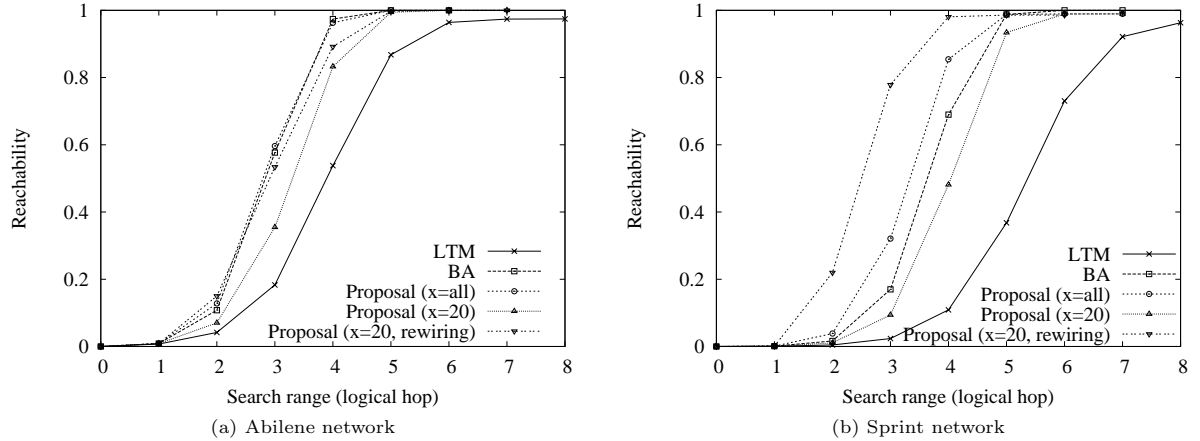 1
0.8
0.6
0.4
0.2
0
Reachability
LTM
BA
Proposal (x=all)
Proposal (x=20)
Proposal (x=20, rewiring)
0 1 2 3 4 5 6 7 8
Search range (logical hop)
(a) Abilene network
1
0.8
0.6
0.4
0.2
0
Reachability
LTM
BA
Proposal (x=all)
Proposal (x=20)
Proposal (x=20, rewiring)
0 1 2 3 4 5 6 7 8
Search range (logical hop)
(b) Sprint network